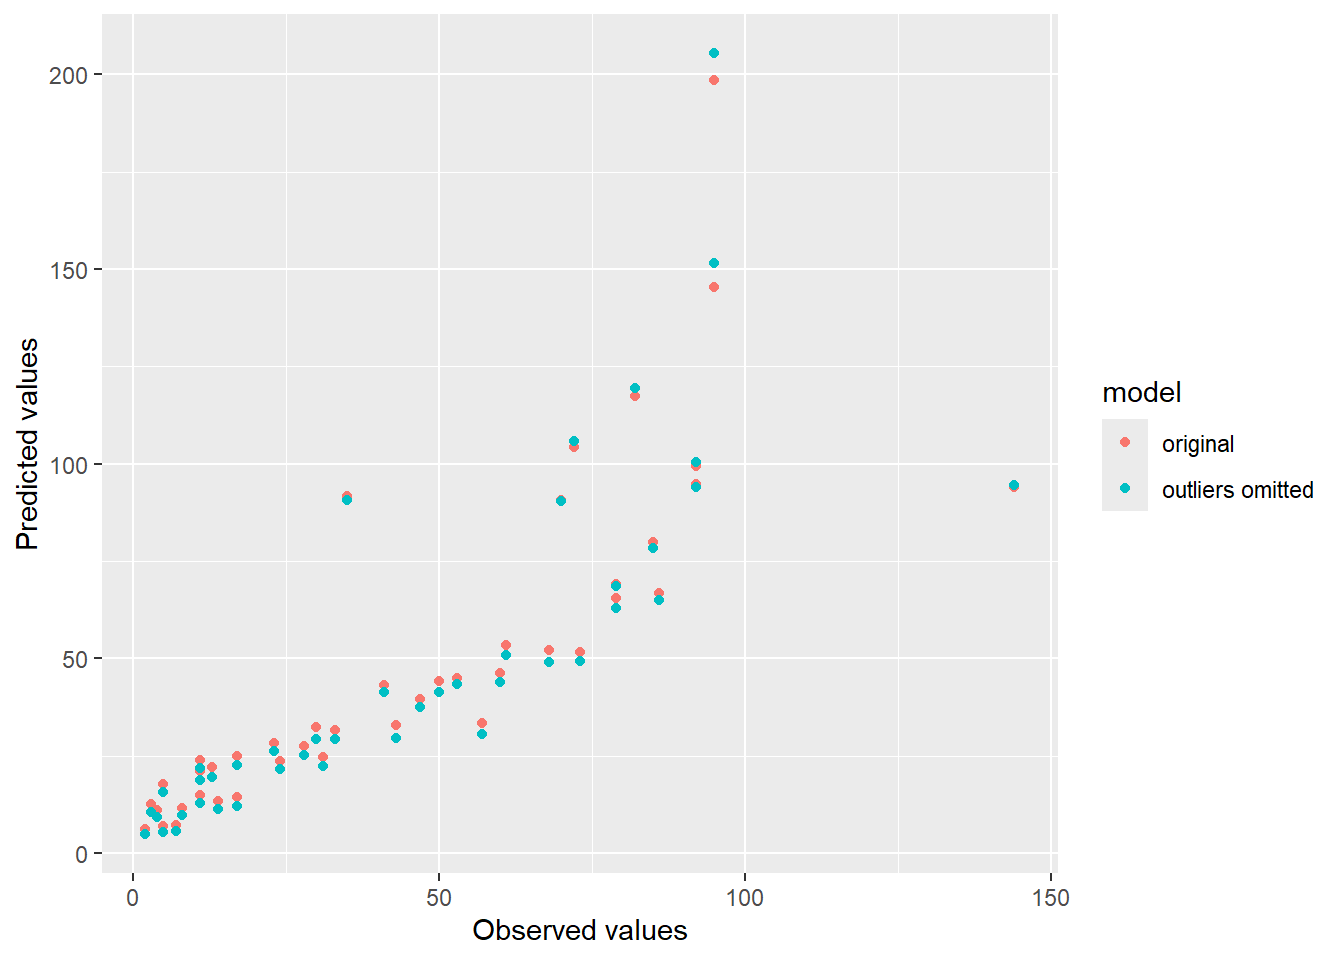 200
150
100
50
0
0 50 100 150
Observed values
Predicted values
model
original
outliers omitted